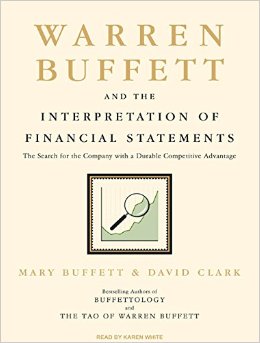 WARREN
BUFFETT
AND THE
INTERPRETATION OF
FINANCIAL STATEMENTS
The Search for the Company with a Durable Competitive Advantage
MARY BUFFETT & DAVID CLARK
Bestselling Authors of
BUFFETTOLOGY
and
THE TAO OF WARREN BUFFETT
READ BY KAREN WHITE